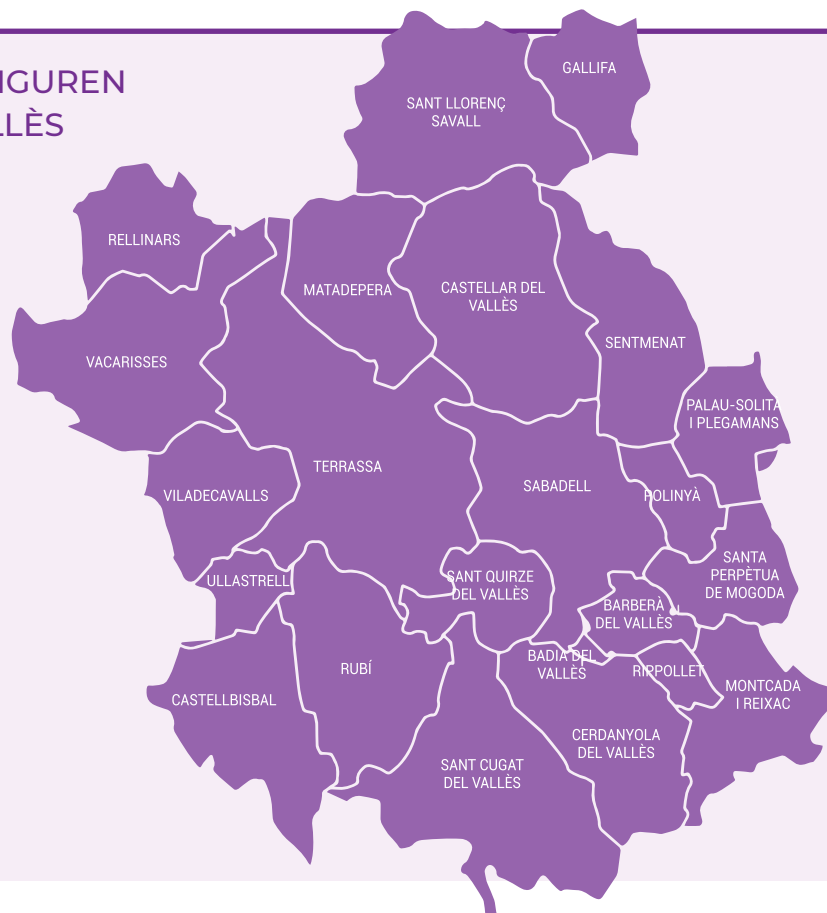 IGUREN
LLÈS
GALLIFA
SANT LLORENÇ
SAVALL
RELLINARS
MATADEPERA
CASTELLAR DEL
VALLÈS
SENTMENAT
VACARISSES
PALAU-SOLITÀ
I PLEGAMANS
TERRASSA
SABADELL
VILADECAVALLS
POLINYÀ
SANTA
PERPÈTUA
DE MOGODA
ULLASTRELL
SANT QUIRZE
DEL VALLÈS
BARBERÀ
DEL VALLÈS
BADIA DEL
VALLÈS
RUBÍ
RIPPOLLET
CASTELLBISBAL
MONTCADA
I REIXAC
CERDANYOLA
DEL VALLÈS
SANT CUGAT
DEL VALLÈS